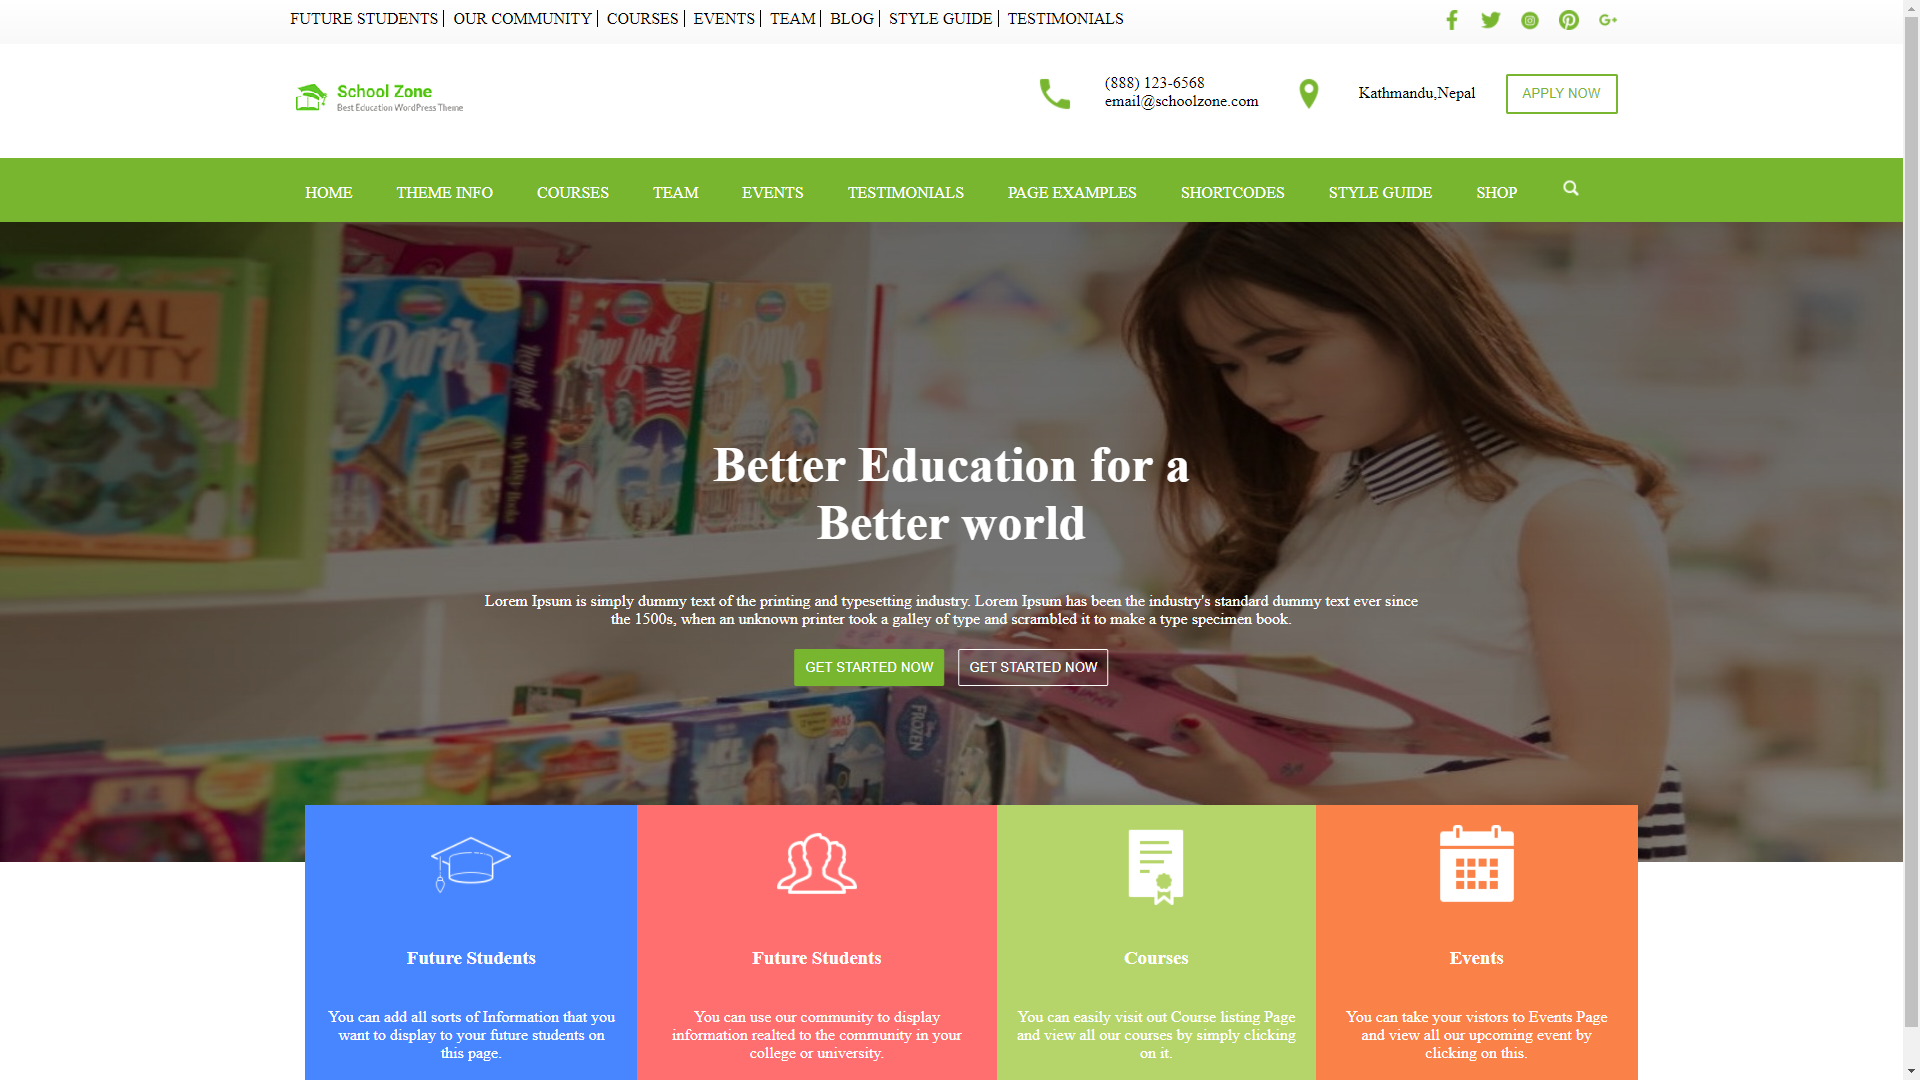 FUTURE STUDENTS | OUR COMMUNITY | COURSES | EVENTS | TEAM | BLOG | STYLE GUIDE | TESTIMONIALS
School Zone
Best Education WordPress Theme
(888) 123-6568
email@schoolzone.com
Kathmandu,Nepal
APPLY NOW
HOME THEME INFO COURSES TEAM EVENTS TESTIMONIALS PAGE EXAMPLES SHORTCODES STYLE GUIDE SHOP
ANIMAL
ACTIVITY
Paris
New York
Rome
Better Education for a
Better world
Lorem Ipsum is simply dummy text of the printing and typesetting industry. Lorem Ipsum has been the industry's standard dummy text ever since
the 1500s, when an unknown printer took a galley of type and scrambled it to make a type specimen book.
GET STARTED NOW
GET STARTED NOW
FROZEN
Future Students
You can add all sorts of Information that you
want to display to your future students on
this page.
Future Students
You can use our community to display
information realted to the community in your
college or university.
Courses
You can easily visit out Course listing Page
and view all our courses by simply clicking
on it.
Events
You can take your vistors to Events Page
and view all our upcoming event by
clicking on this.